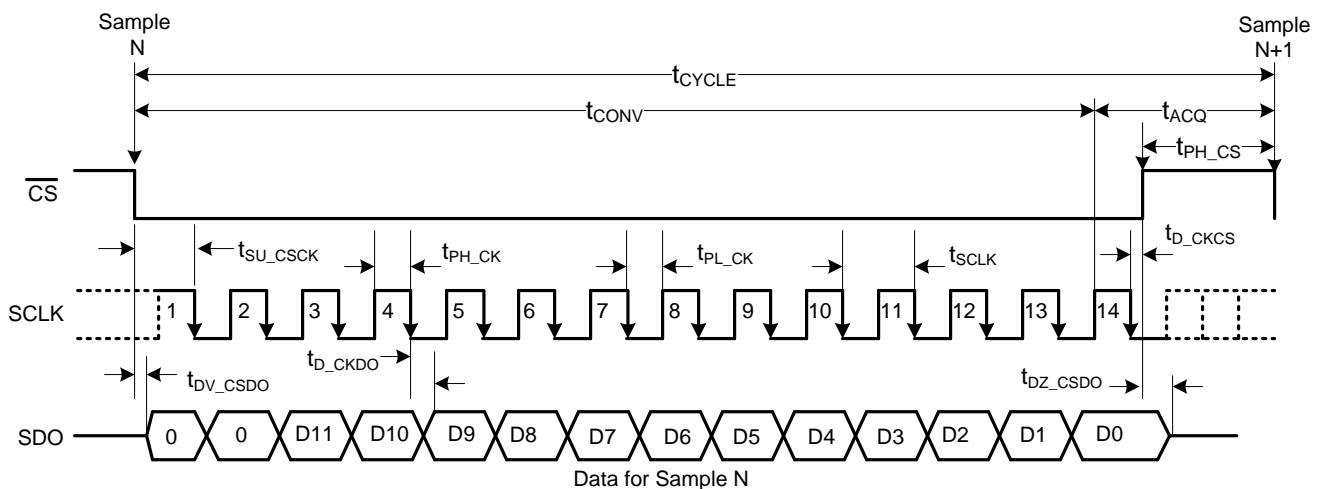 Sample
N
Sample
N+1
tCYCLE
tCONV
tACQ
tPH_CS
CS
tSU_CSCK
tPH_CK
tPL_CK
tSCLK
tD_CKCS
SCLK
1 2 3 4 5 6 7 8 9 10 11 12 13 14
tD_CKDO
tDV_CSDO
tDZ_CSDO
SDO
0 0 D11 D10 D9 D8 D7 D6 D5 D4 D3 D2 D1 D0
Data for Sample N